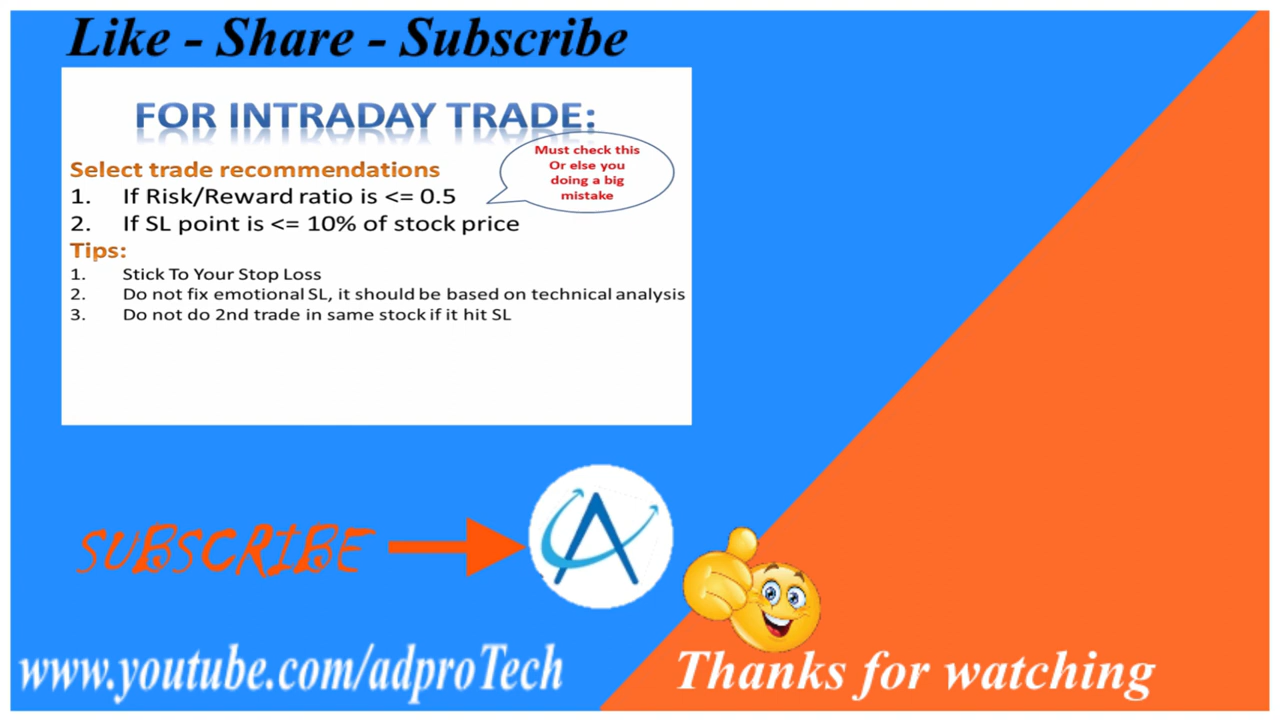 Like - Share - Subscribe
FOR INTRADAY TRADE:
Must check this
Or else you
doing a big
mistake
Select trade recommendations
1. If Risk/Reward ratio is <= 0.5
2. If SL point is <= 10% of stock price
Tips:
1. Stick To Your Stop Loss
2. Do not fix emotional SL, it should be based on technical analysis
3. Do not do 2nd trade in same stock if it hit SL
SUBSCRIBE
www.youtube.com/adproTech
Thanks for watching